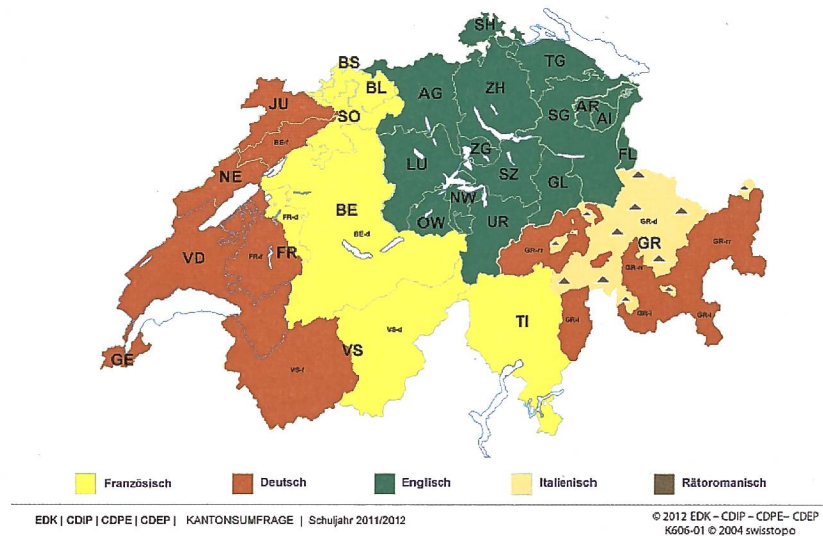 SH
BS
TG
BL
AG
ZH
JU
SO
SG
AR
AI
BE-f
ZG
FL
LU
SZ
GL
NE
NW
BE
FR-d
OW
UR
GR-d
BE-d
GR
FR
GR-rr
FR-f
VD
GR-rr
GR-rr
TI
GR-i
GR-i
GR-i
VS-d
VS
GE
VS-f
Französisch
Deutsch
Englisch
Italienisch
Rätoromanisch
EDK | CDIP | CDPE | CDEP | KANTONSUMFRAGE | Schuljahr 2011/2012
© 2012 EDK – CDIP – CDPE– CDEP
K606-01 © 2004 swisstopo